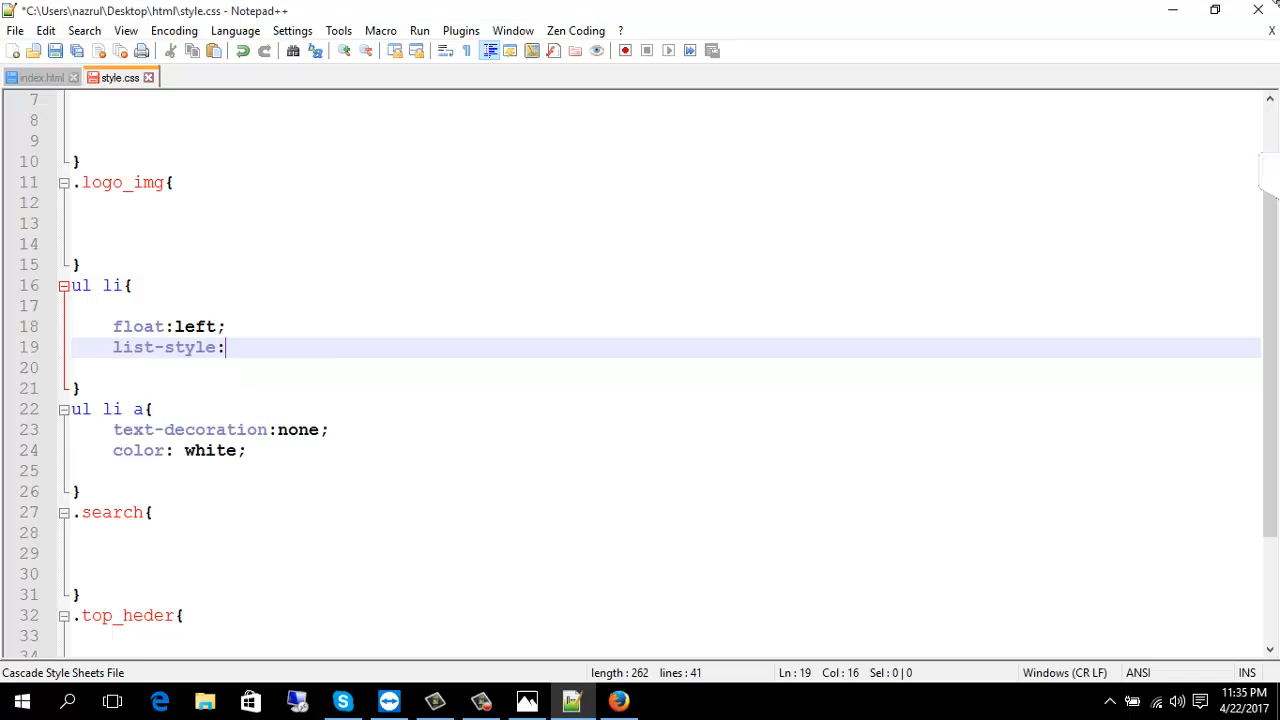 *C:\Users\nazrul\Desktop\html\style.css - Notepad++
File Edit Search View Encoding Language Settings Tools Macro Run Plugins Window Zen Coding ? X
index.html style.css
7
8
9
10 }
11 .logo_img{
12
13
14
15 }
16 ul li{
17
18 float:left;
19 list-style:
20
21 }
22 ul li a{
23 text-decoration:none;
24 color: white;
25
26 }
27 .search{
28
29
30
31 }
32 .top_heder{
33
34
Cascade Style Sheets File length : 262 lines : 41 Ln : 19 Col : 16 Sel : 0 | 0 Windows (CR LF) ANSI INS
11:35 PM
4/22/2017